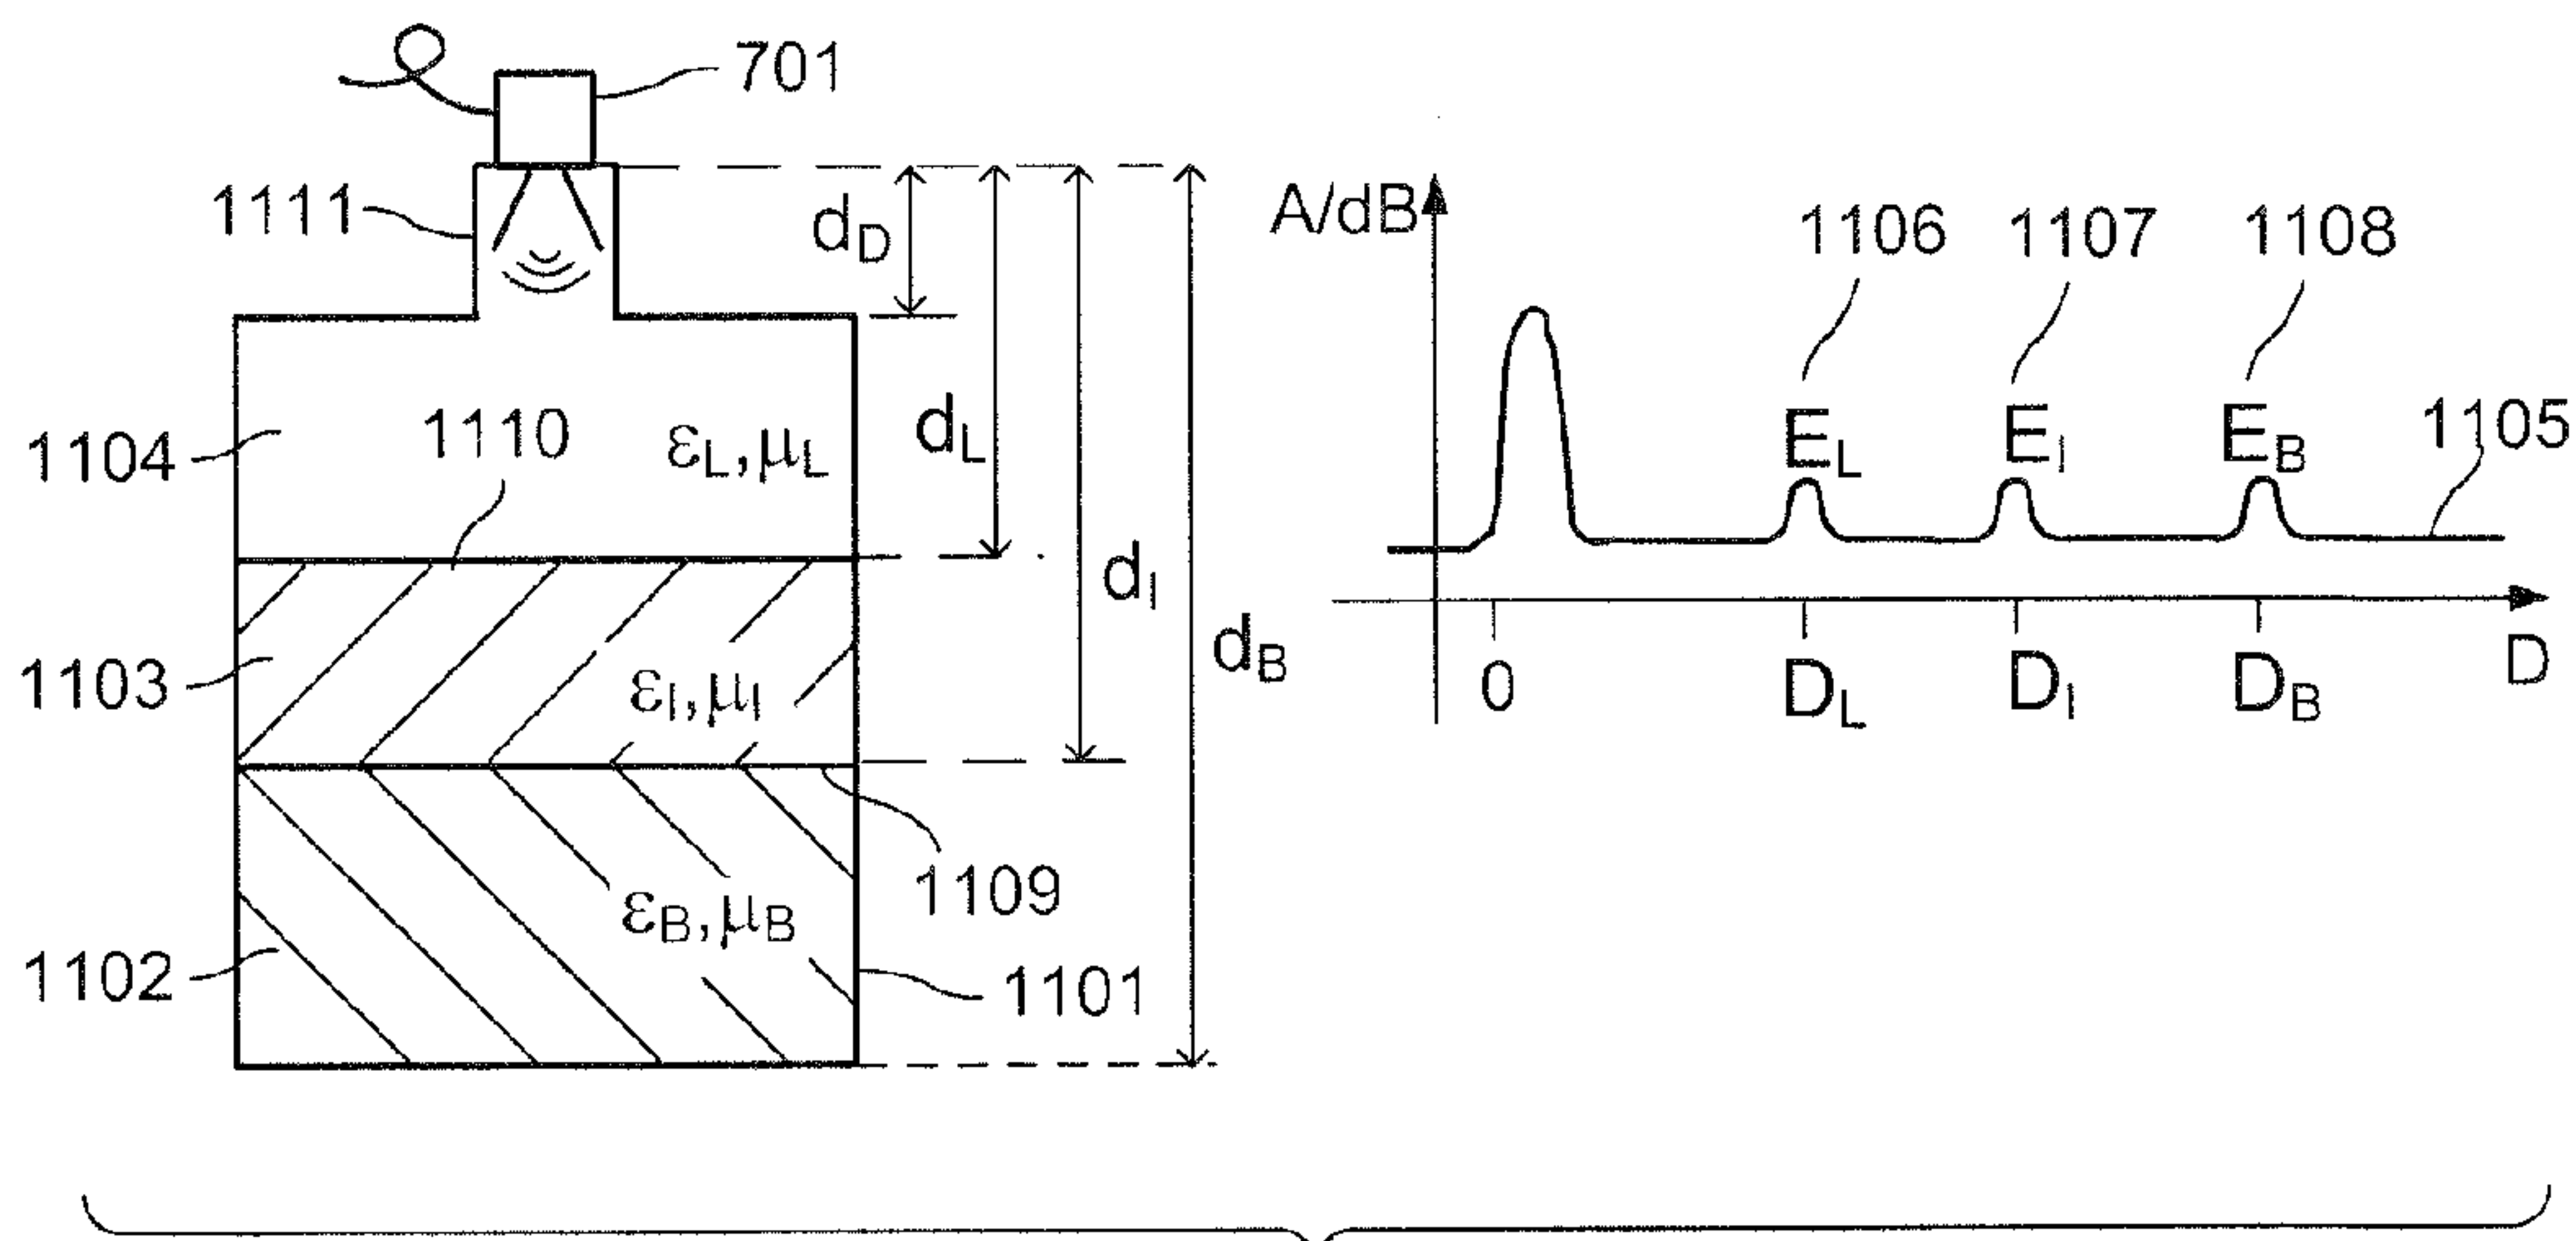 701
1111
d_D
A/dB
1106
1107
1108
1104
1110
ε_L, μ_L
d_L
E_L
E_I
E_B
1105
1103
ε_I, μ_I
d_I
d_B
0
D_L
D_I
D_B
D
1109
ε_B, μ_B
1102
1101